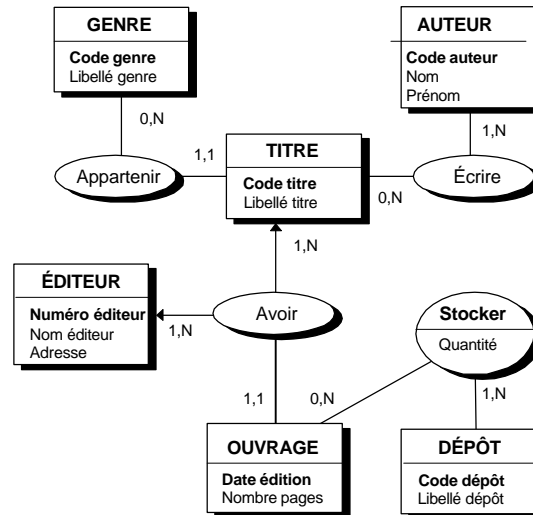 GENRE
Code genre
Libellé genre
AUTEUR
Code auteur
Nom
Prénom
0,N
1,N
Appartenir
1,1
TITRE
Code titre
Libellé titre
0,N
Écrire
1,N
ÉDITEUR
Numéro éditeur
Nom éditeur
Adresse
1,N
Avoir
Stocker
Quantité
1,1
0,N
1,N
OUVRAGE
Date édition
Nombre pages
DÉPÔT
Code dépôt
Libellé dépôt